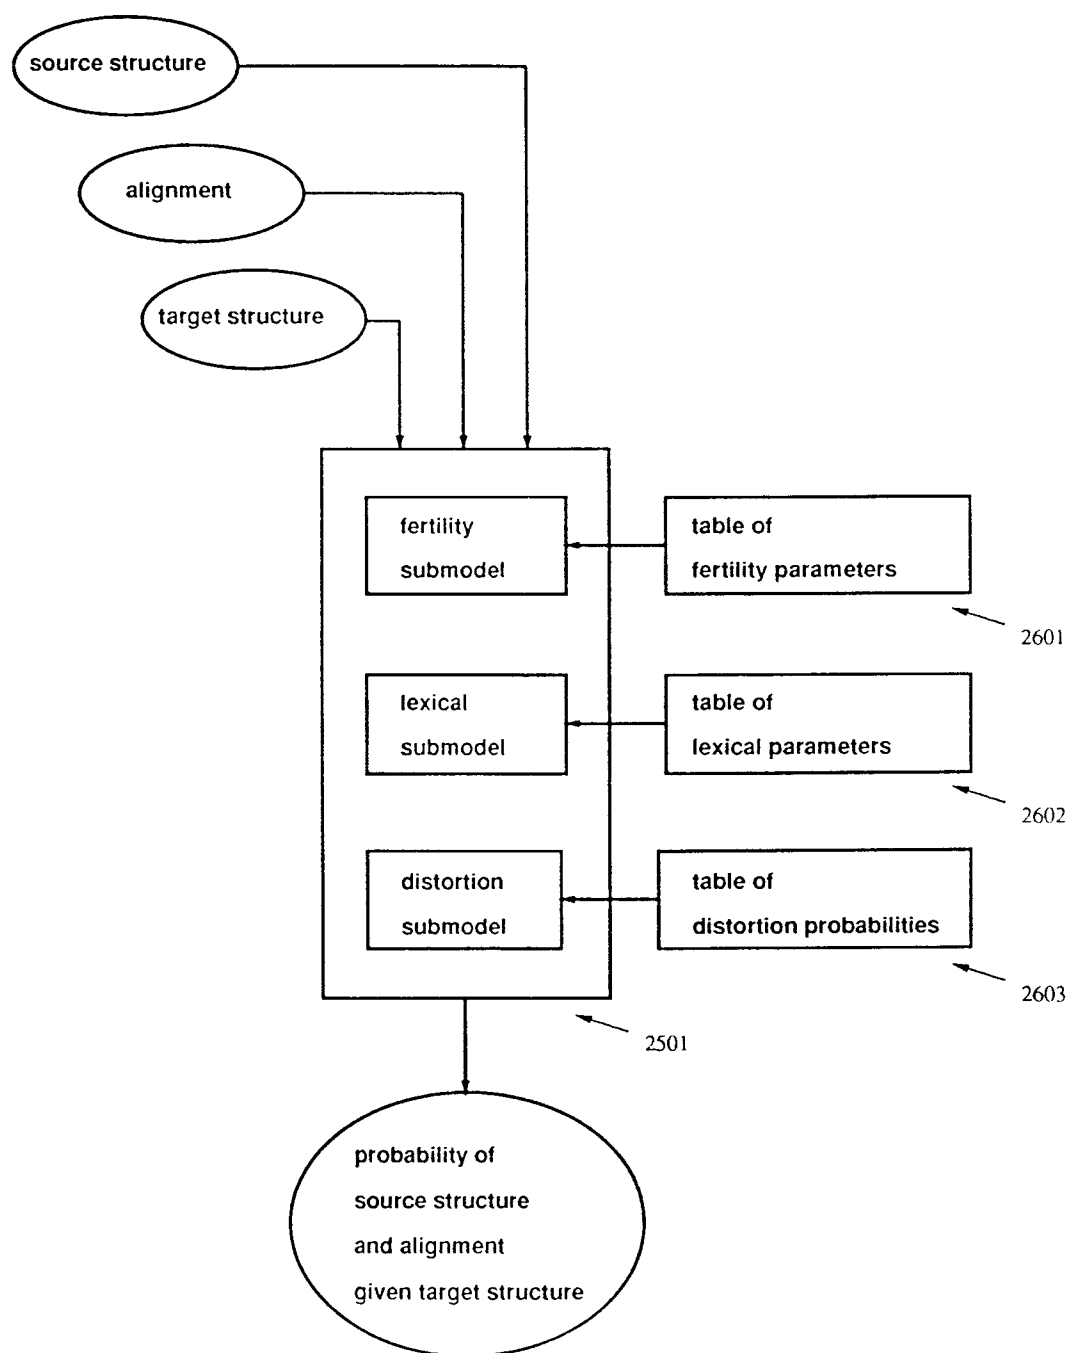 source structure
alignment
target structure
fertility
submodel
table of
fertility parameters
2601
lexical
submodel
table of
lexical parameters
2602
distortion
submodel
table of
distortion probabilities
2603
2501
probability of
source structure
and alignment
given target structure